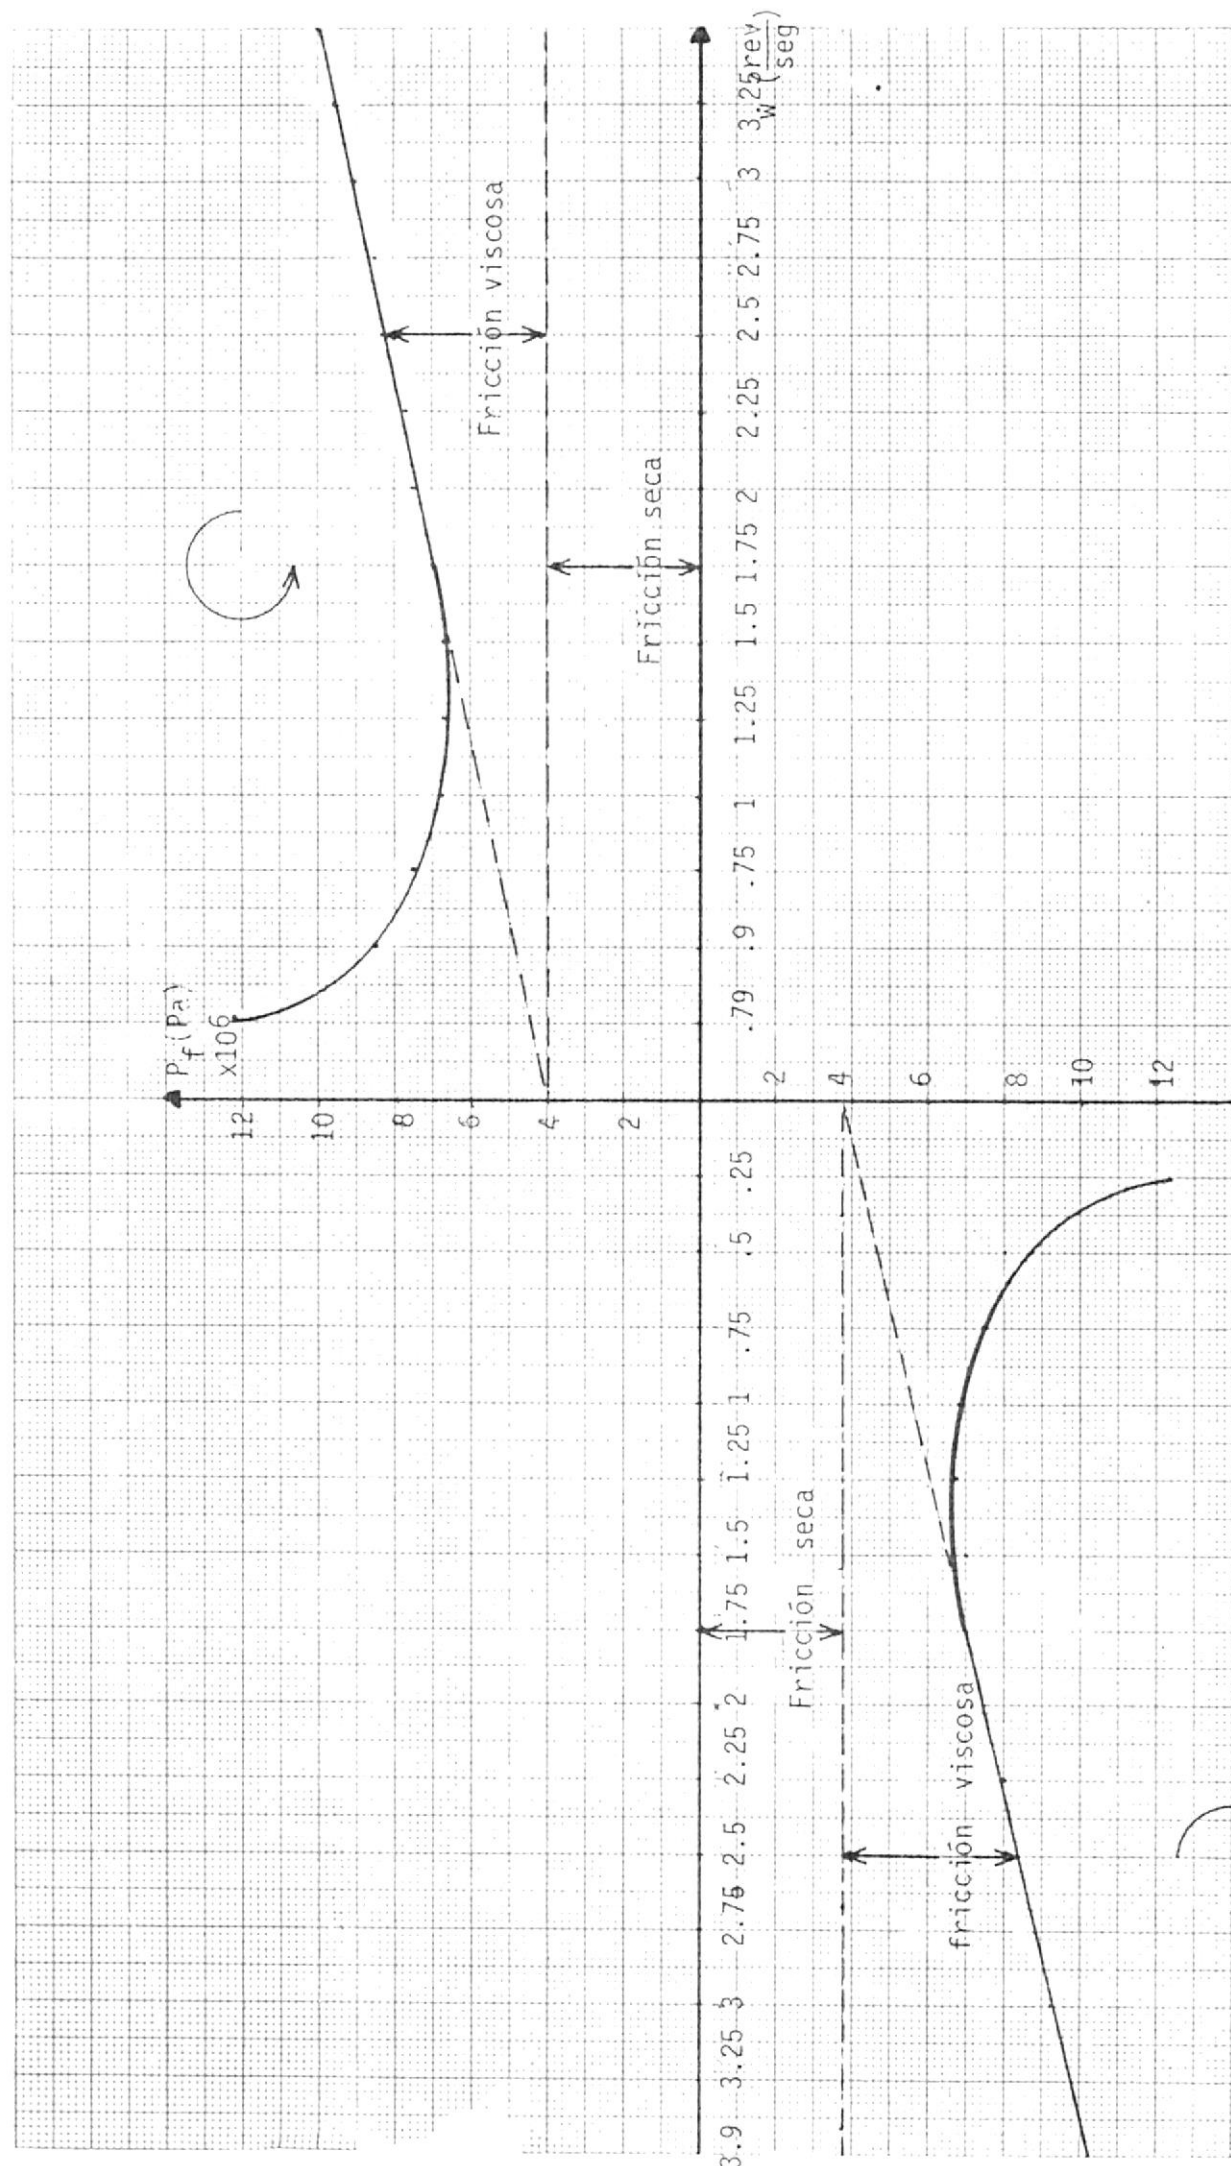 P_f(Pa)
x10⁶
12
10
8
6
4
2
Fricción viscosa
Fricción seca
3.9 3.25 3 2.75 2.5 2.25 2 1.75 1.5 1.25 1 .75 .5 .25
.79 .9 .75 1 1.25 1.5 1.75 2 2.25 2.5 2.75 3 3.25
ẇ (rev/seg)
2
4
6
8
10
12
Fricción seca
fricción viscosa